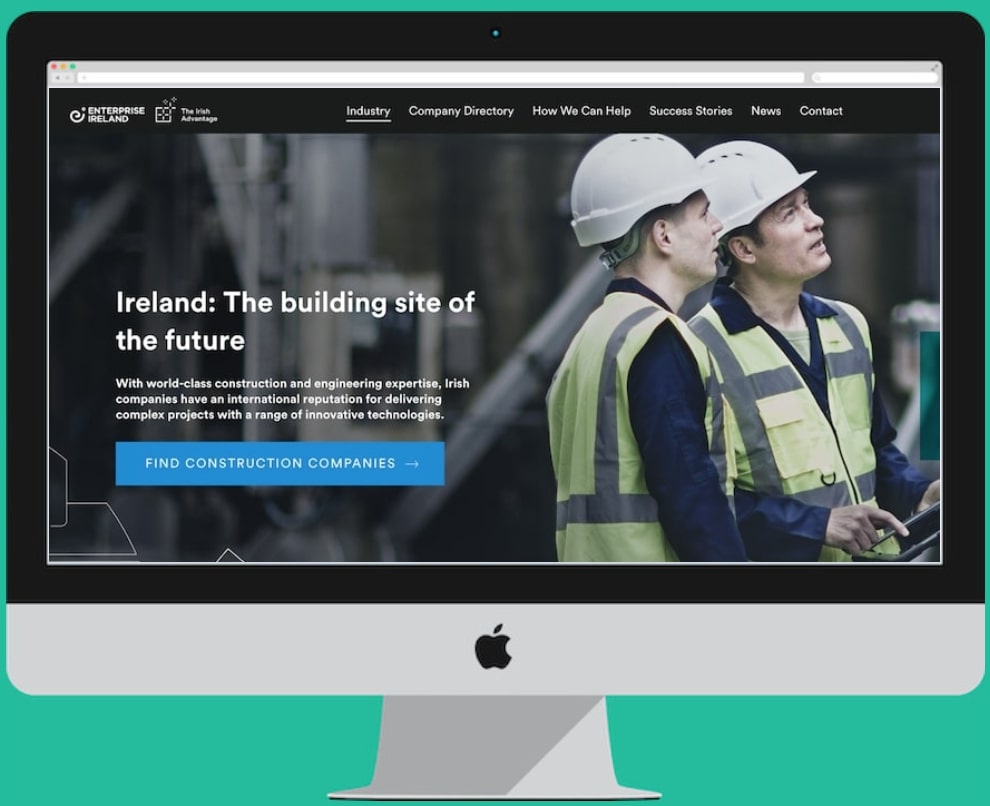 ENTERPRISE
IRELAND
The Irish
Advantage
Industry Company Directory How We Can Help Success Stories News Contact
Ireland: The building site of
the future
With world-class construction and engineering expertise, Irish
companies have an international reputation for delivering
complex projects with a range of innovative technologies.
FIND CONSTRUCTION COMPANIES →